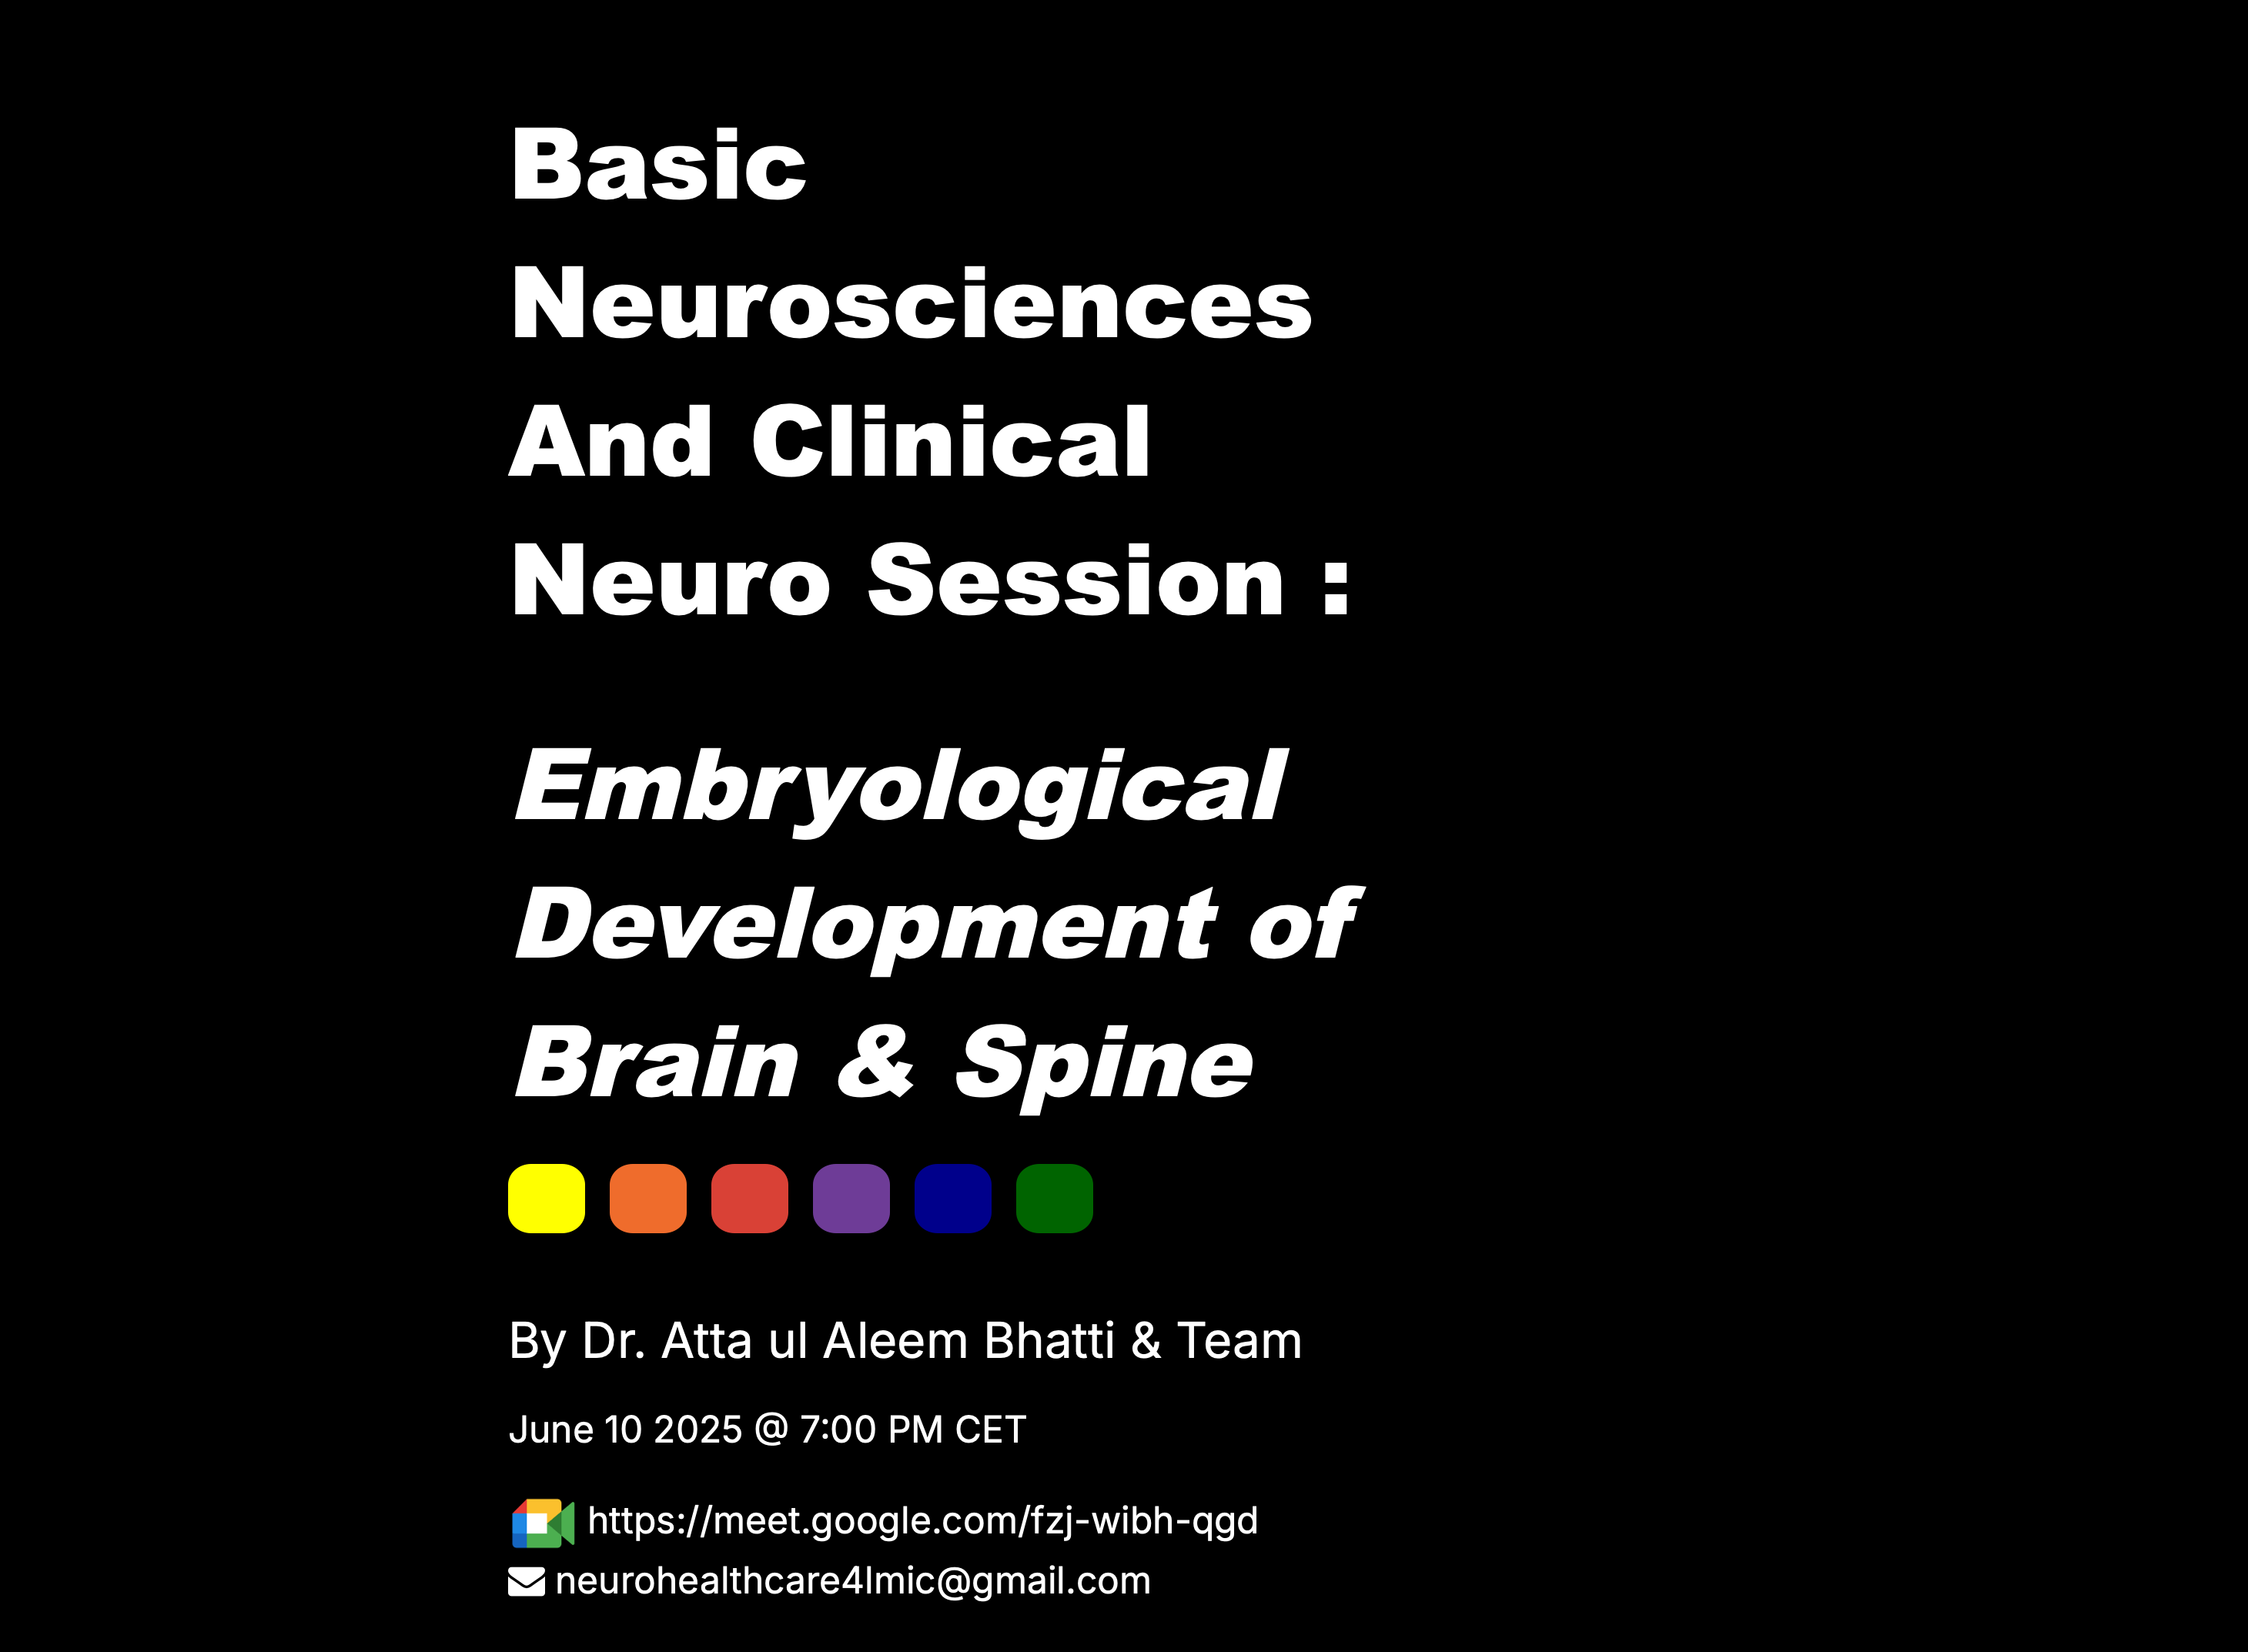 Basic
Neurosciences
And Clinical
Neuro Session :
Embryological
Development of
Brain & Spine
By Dr. Atta ul Aleem Bhatti & Team
June 10 2025 @ 7:00 PM CET
https://meet.google.com/fzj-wibh-qgd
neurohealthcare4lmic@gmail.com